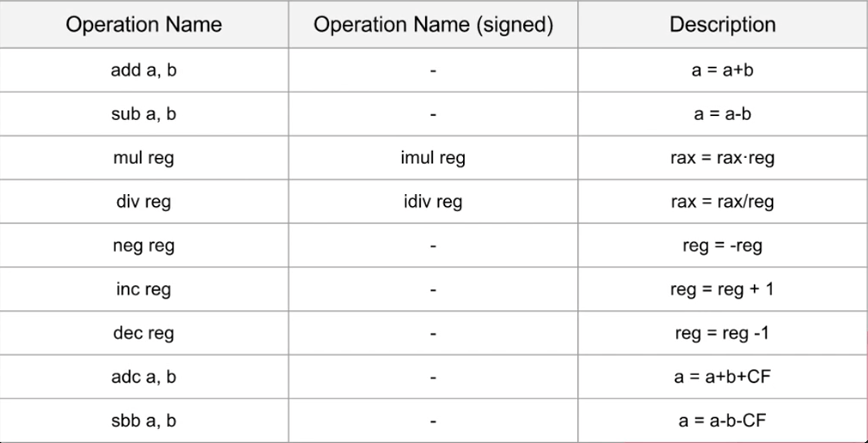 Operation Name Operation Name (signed) Description
add a, b - a = a+b
sub a, b - a = a-b
mul reg imul reg rax = rax·reg
div reg idiv reg rax = rax/reg
neg reg - reg = -reg
inc reg - reg = reg + 1
dec reg - reg = reg -1
adc a, b - a = a+b+CF
sbb a, b - a = a-b-CF